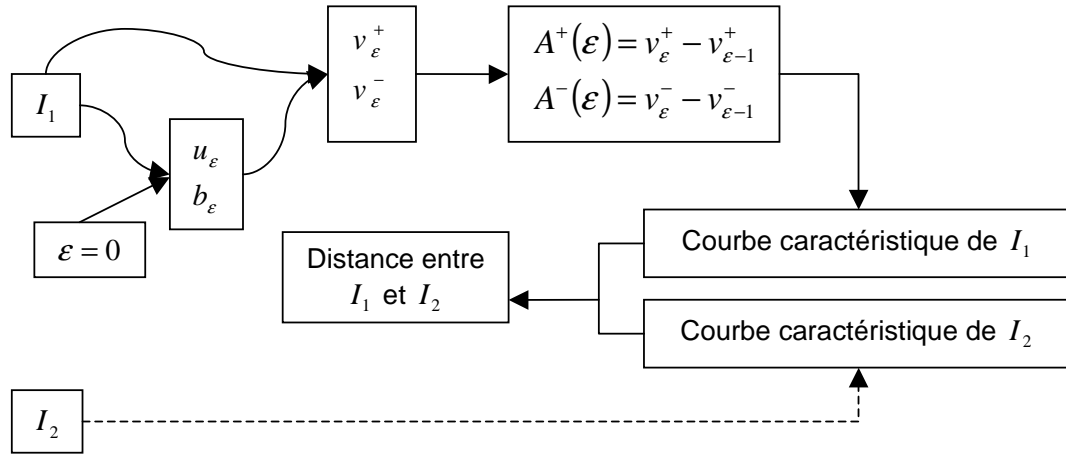 I₁
ε = 0
u_ε
b_ε
v_ε⁺
v_ε⁻
A⁺(ε) = v_ε⁺ − v_{ε−1}⁺
A⁻(ε) = v_ε⁻ − v_{ε−1}⁻
Courbe caractéristique de I₁
Distance entre
I₁ et I₂
Courbe caractéristique de I₂
I₂